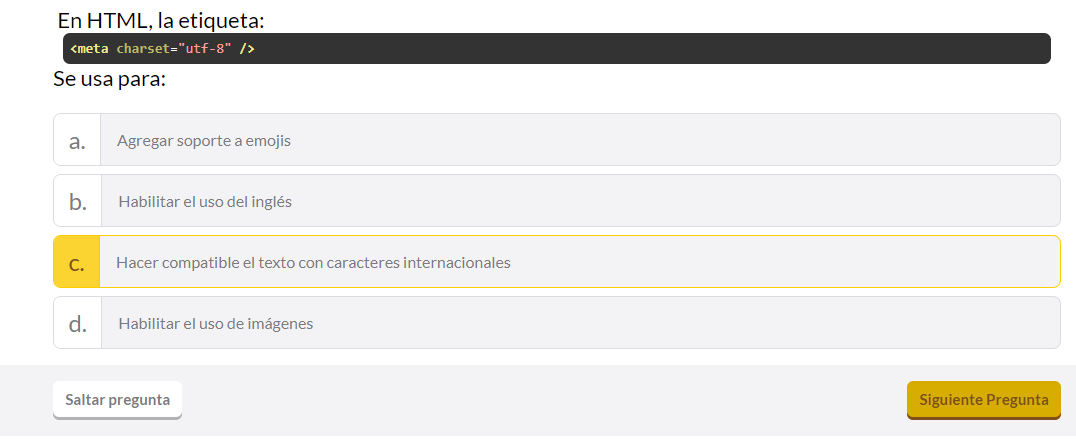 En HTML, la etiqueta:
<meta charset="utf-8" />
Se usa para:
a. Agregar soporte a emojis
b. Habilitar el uso del inglés
c. Hacer compatible el texto con caracteres internacionales
d. Habilitar el uso de imágenes
Saltar pregunta
Siguiente Pregunta